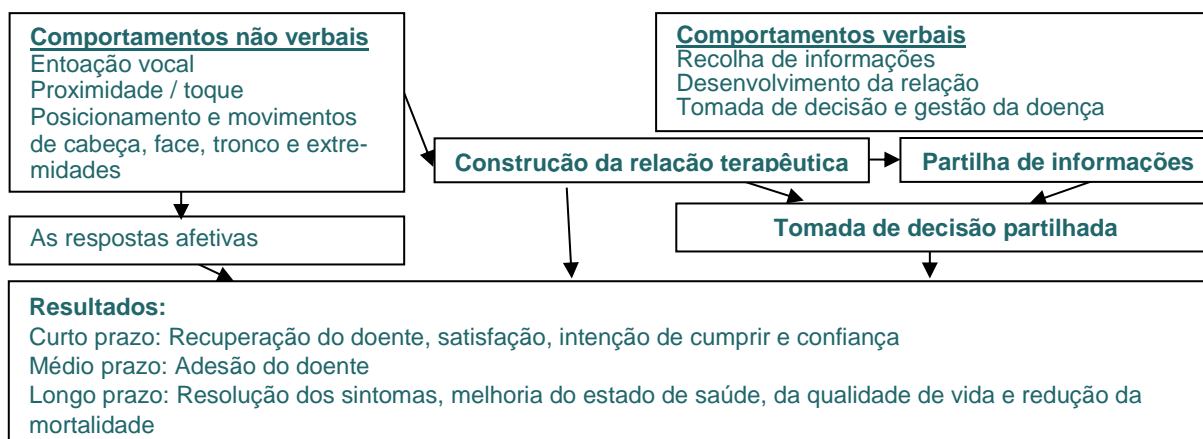 Comportamentos não verbais
Entoação vocal
Proximidade / toque
Posicionamento e movimentos
de cabeça, face, tronco e extre-
midades
Comportamentos verbais
Recolha de informações
Desenvolvimento da relação
Tomada de decisão e gestão da doença
Construcão da relacão terapêutica
Partilha de informações
As respostas afetivas
Tomada de decisão partilhada
Resultados:
Curto prazo: Recuperação do doente, satisfação, intenção de cumprir e confiança
Médio prazo: Adesão do doente
Longo prazo: Resolução dos sintomas, melhoria do estado de saúde, da qualidade de vida e redução da
mortalidade